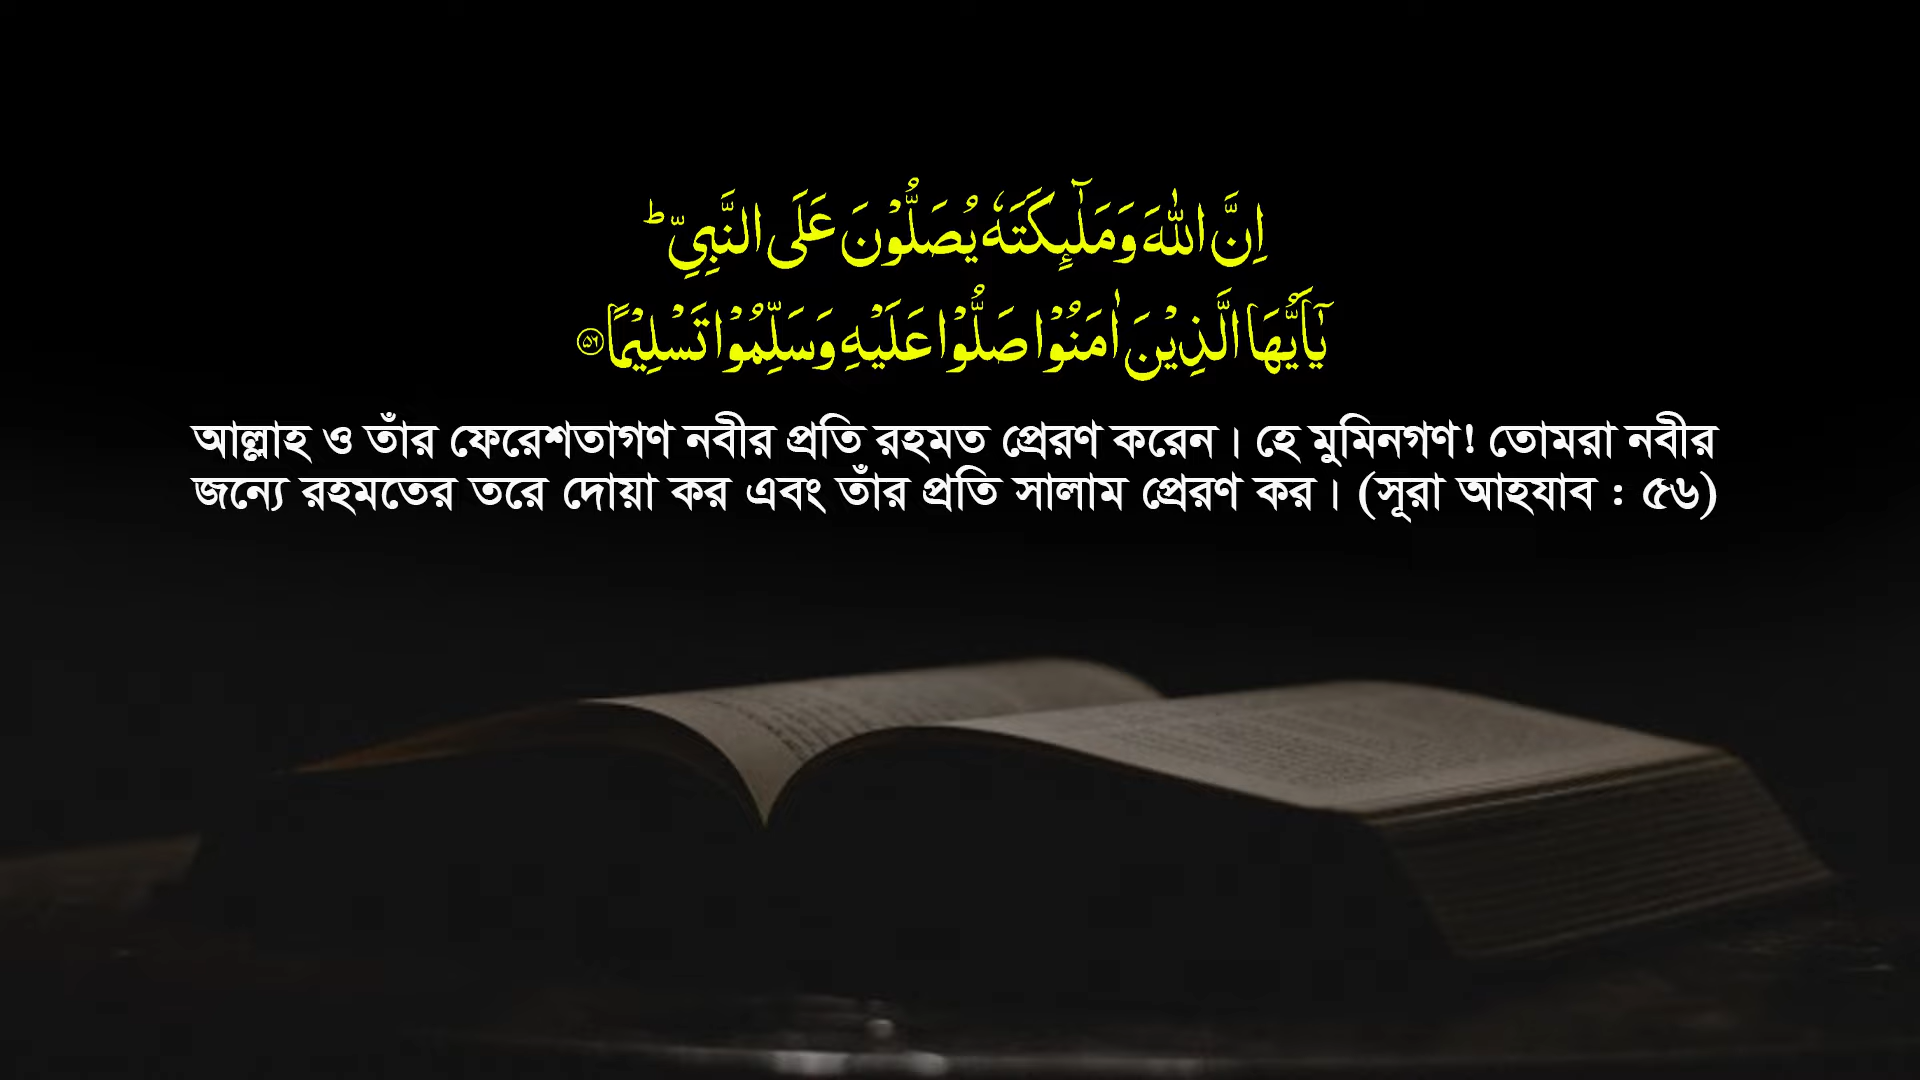 اِنَّ اللّٰهَ وَمَلٰٓئِكَتَهٗ يُصَلُّوْنَ عَلَى النَّبِيِّ ؕ
يٰٓاَيُّهَا الَّذِيْنَ اٰمَنُوْا صَلُّوْا عَلَيْهِ وَسَلِّمُوْا تَسْلِيْمًا ۝۵۶
আল্লাহ ও তাঁর ফেরেশতাগণ নবীর প্রতি রহমত প্রেরণ করেন। হে মুমিনগণ! তোমরা নবীর
জন্যে রহমতের তরে দোয়া কর এবং তাঁর প্রতি সালাম প্রেরণ কর। (সূরা আহযাব : ৫৬)